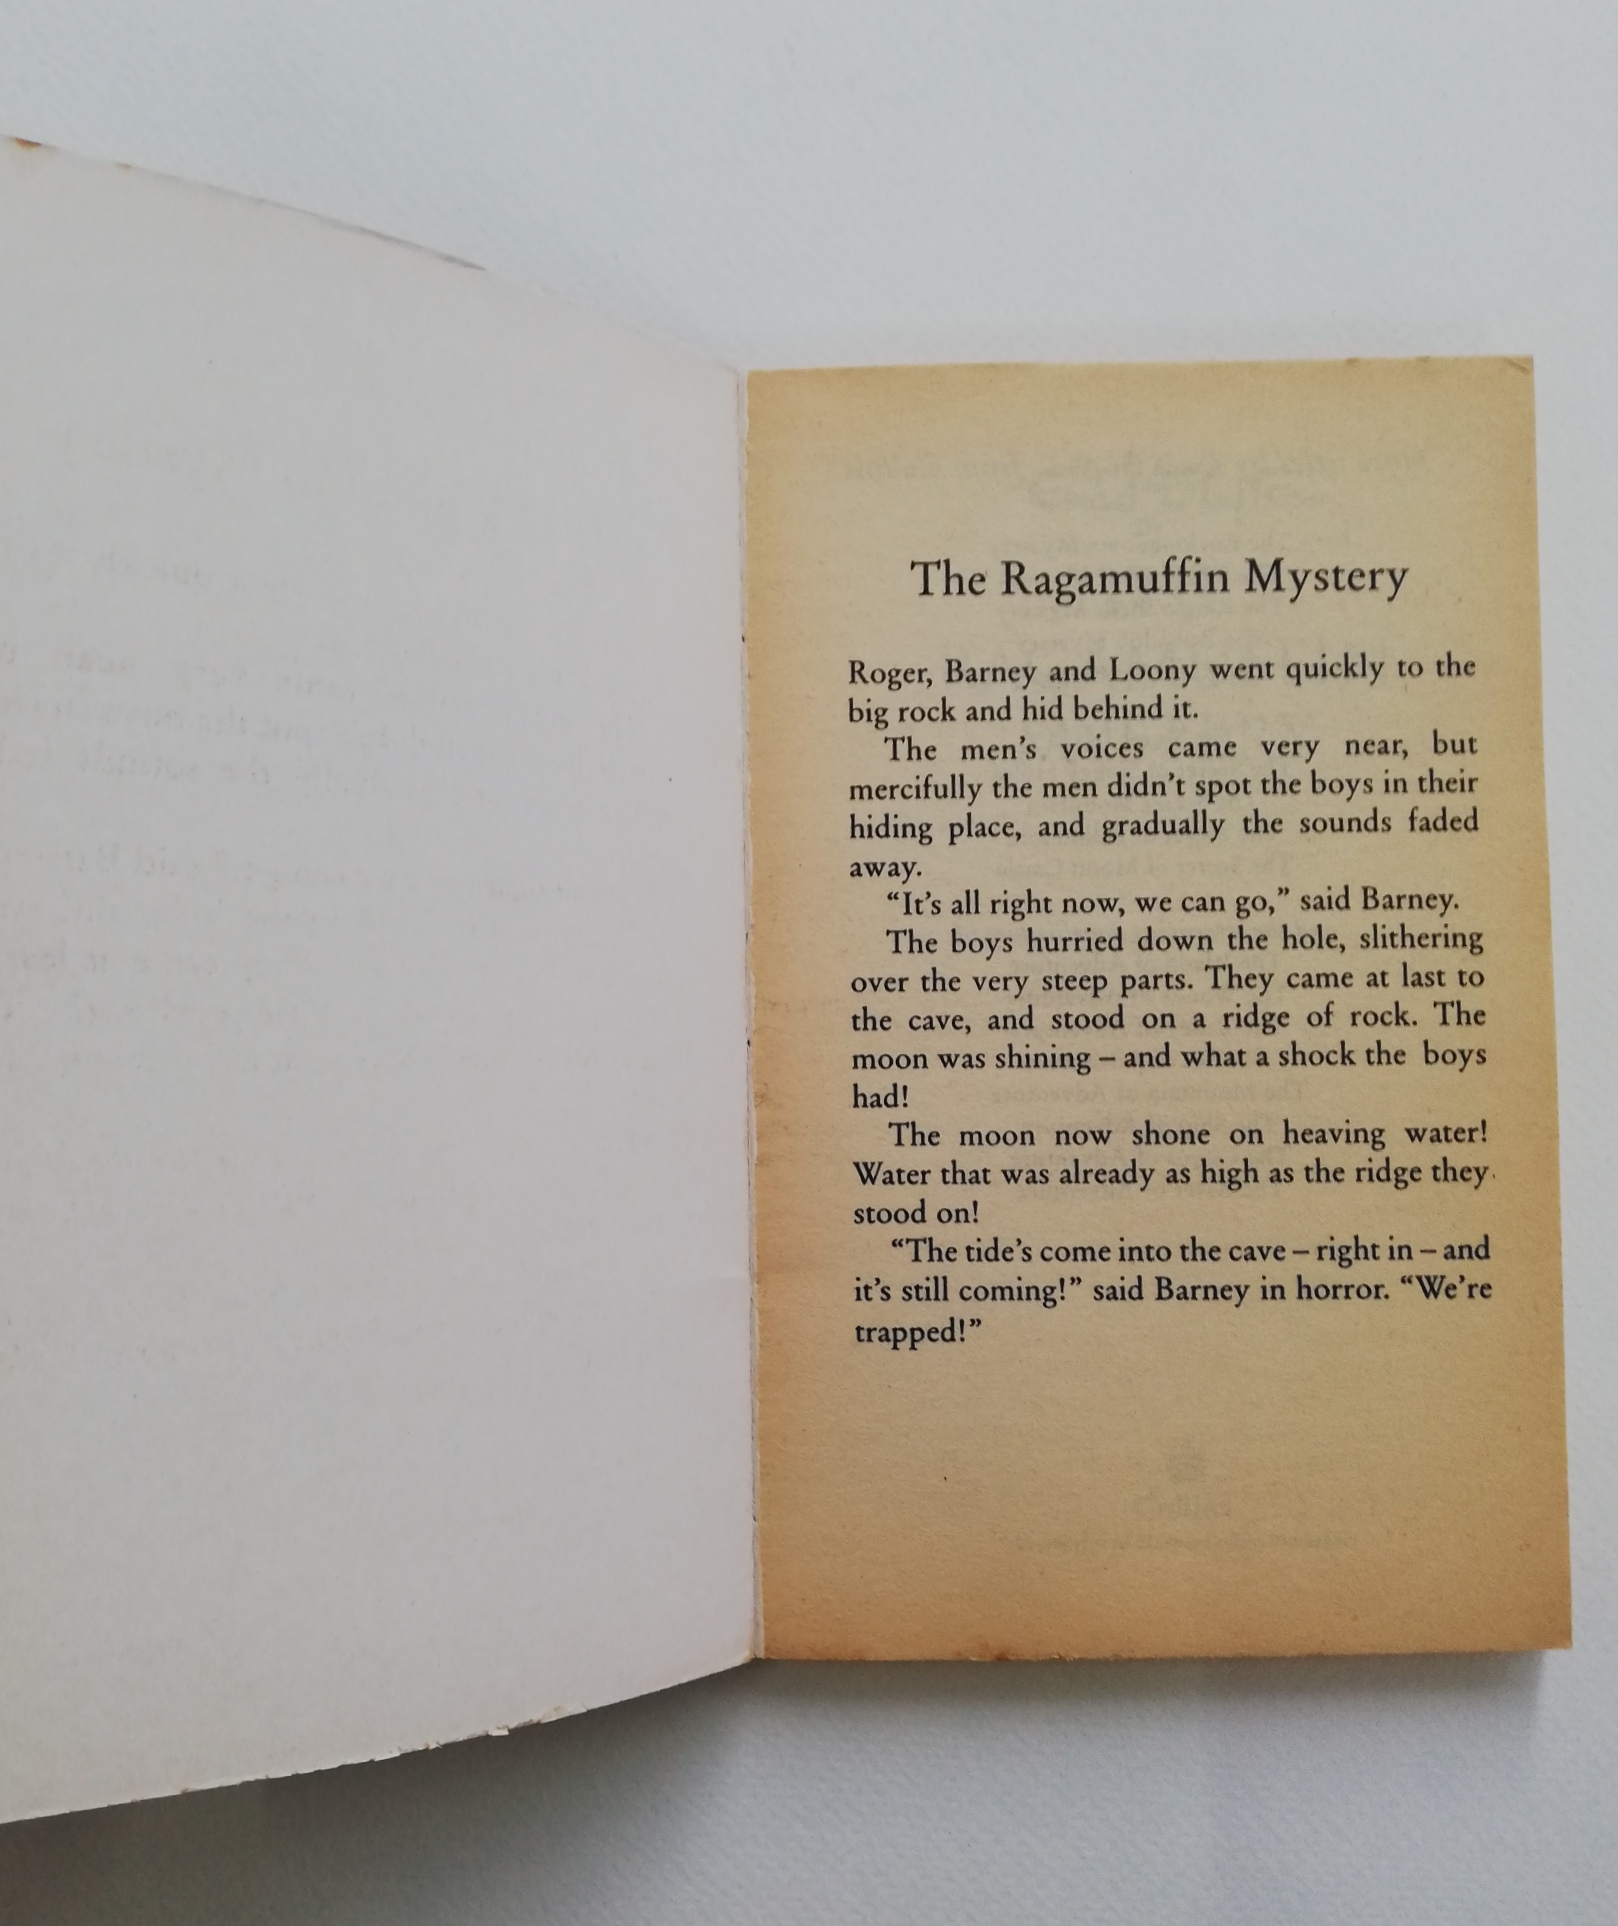 The Ragamuffin Mystery
Roger, Barney and Loony went quickly to the
big rock and hid behind it.
The men's voices came very near, but
mercifully the men didn't spot the boys in their
hiding place, and gradually the sounds faded
away.
“It's all right now, we can go,” said Barney.
The boys hurried down the hole, slithering
over the very steep parts. They came at last to
the cave, and stood on a ridge of rock. The
moon was shining – and what a shock the boys
had!
The moon now shone on heaving water!
Water that was already as high as the ridge they
stood on!
“The tide's come into the cave – right in – and
it's still coming!” said Barney in horror. “We're
trapped!”